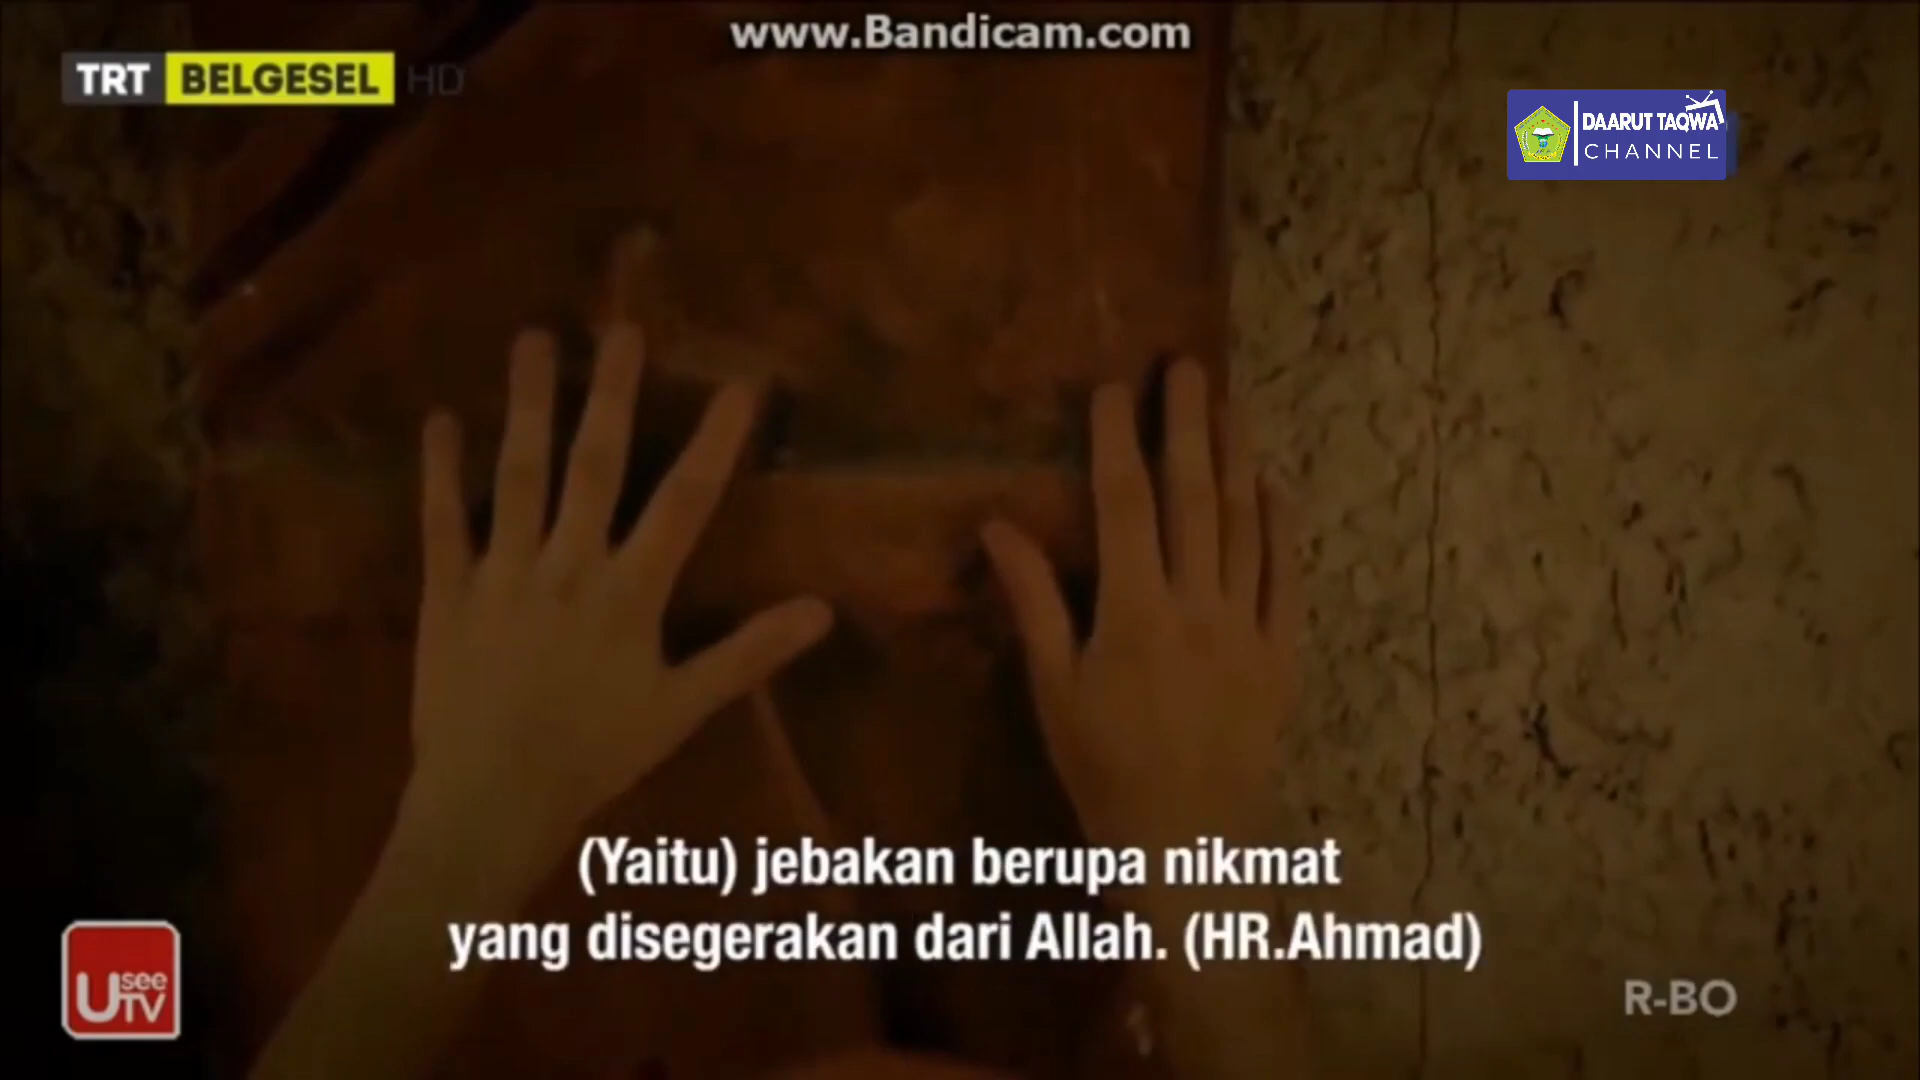 www.Bandicam.com
TRT BELGESEL HD
DAARUT TAQWA
CHANNEL
(Yaitu) jebakan berupa nikmat
yang disegerakan dari Allah. (HR.Ahmad)
U see TV
R-BO